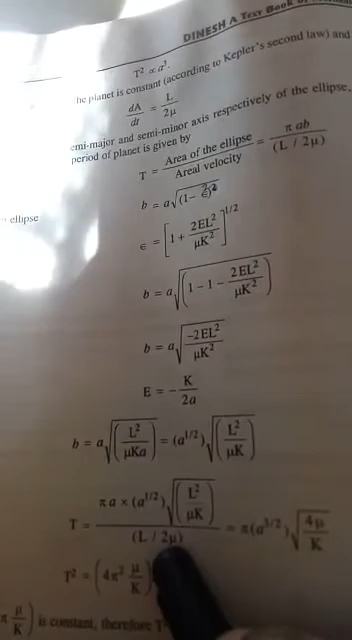 DINESH A TEXT BOOK OF
T² ∝ a³.
he planet is constant (according to Kepler's second law) and
dA/dt = L/2μ
emi-major and semi-minor axis respectively of the ellipse,
period of planet is given by
T = Area of the ellipse / Areal velocity = π ab / (L / 2μ)
b = a√(1 - ϵ)²
ellipse
ϵ = [1 + 2EL²/μK²]^1/2
b = a√(1 - 1 - 2EL²/μK²)
b = a√(-2EL²/μK²)
E = - K/2a
b = a√(L²/μKa) = (a^1/2)√(L²/μK)
T = π a × (a^1/2)√(L²/μK) / (L / 2μ) = π(a^3/2)√(4μ/K)
T² = (4π² μ/K
π μ/K) is constant, therefore T²